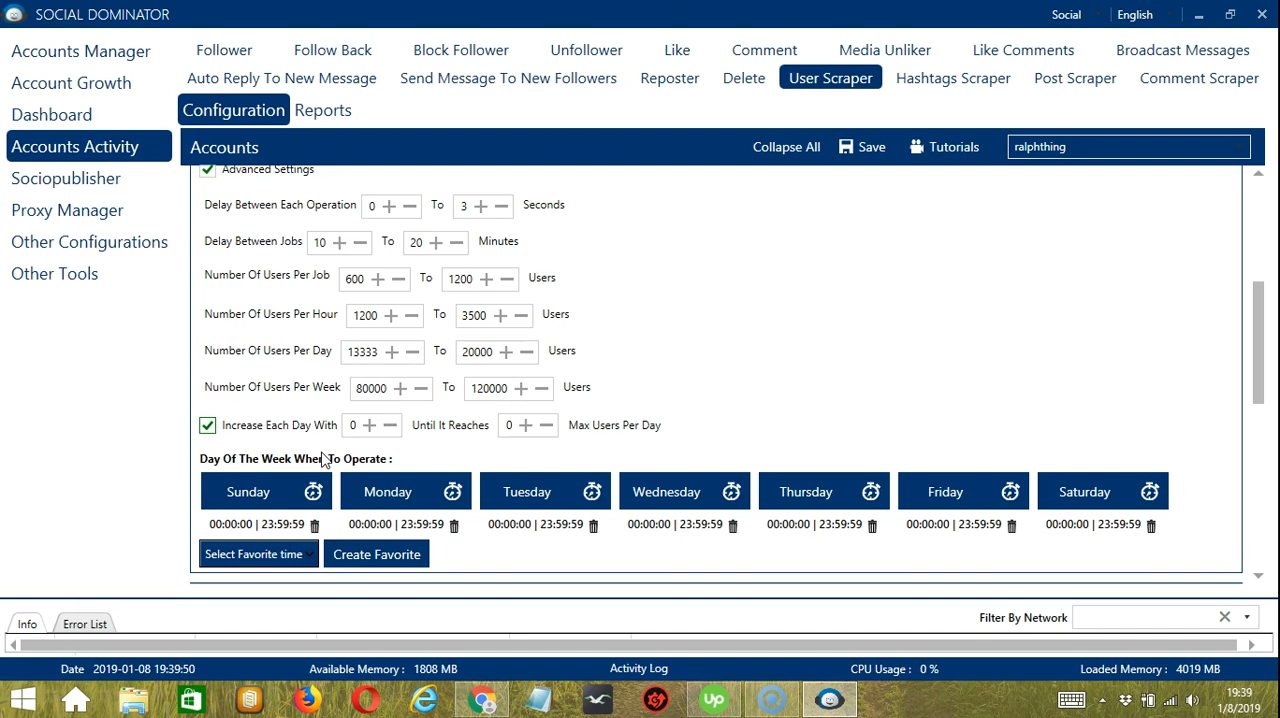 SOCIAL DOMINATOR
Social English
Accounts Manager
Account Growth
Dashboard
Accounts Activity
Sociopublisher
Proxy Manager
Other Configurations
Other Tools
Follower Follow Back Block Follower Unfollower Like Comment Media Unliker Like Comments Broadcast Messages
Auto Reply To New Message Send Message To New Followers Reposter Delete User Scraper Hashtags Scraper Post Scraper Comment Scraper
Configuration Reports
Accounts Collapse All Save Tutorials ralphthing
Advanced Settings
Delay Between Each Operation 0 To 3 Seconds
Delay Between Jobs 10 To 20 Minutes
Number Of Users Per Job 600 To 1200 Users
Number Of Users Per Hour 1200 To 3500 Users
Number Of Users Per Day 13333 To 20000 Users
Number Of Users Per Week 80000 To 120000 Users
Increase Each Day With 0 Until It Reaches 0 Max Users Per Day
Day Of The Week When To Operate :
Sunday Monday Tuesday Wednesday Thursday Friday Saturday
00:00:00 | 23:59:59 00:00:00 | 23:59:59 00:00:00 | 23:59:59 00:00:00 | 23:59:59 00:00:00 | 23:59:59 00:00:00 | 23:59:59 00:00:00 | 23:59:59
Select Favorite time Create Favorite
Info Error List Filter By Network
Date 2019-01-08 19:39:50 Available Memory : 1808 MB Activity Log CPU Usage : 0 % Loaded Memory : 4019 MB
up
19:39
1/8/2019